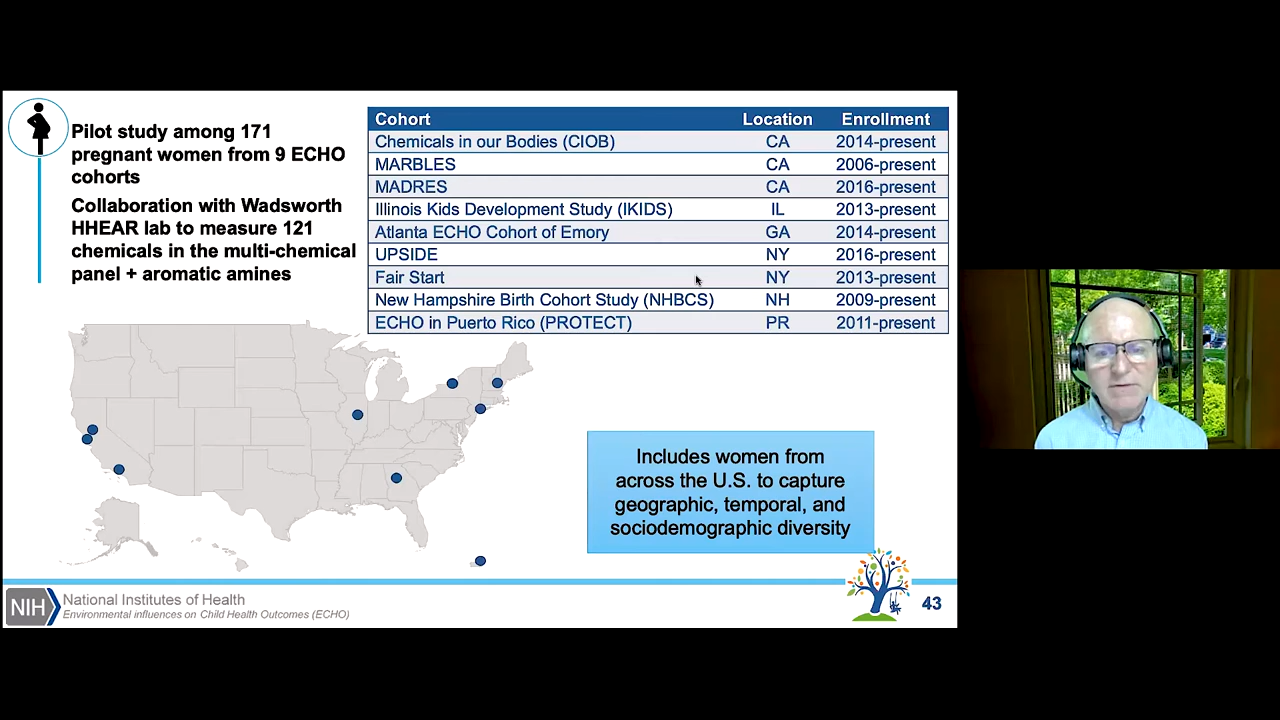 Pilot study among 171
pregnant women from 9 ECHO
cohorts
Collaboration with Wadsworth
HHEAR lab to measure 121
chemicals in the multi-chemical
panel + aromatic amines
Cohort Location Enrollment
Chemicals in our Bodies (CIOB) CA 2014-present
MARBLES CA 2006-present
MADRES CA 2016-present
Illinois Kids Development Study (IKIDS) IL 2013-present
Atlanta ECHO Cohort of Emory GA 2014-present
UPSIDE NY 2016-present
Fair Start NY 2013-present
New Hampshire Birth Cohort Study (NHBCS) NH 2009-present
ECHO in Puerto Rico (PROTECT) PR 2011-present
Includes women from
across the U.S. to capture
geographic, temporal, and
sociodemographic diversity
NIH
National Institutes of Health
Environmental influences on Child Health Outcomes (ECHO)
43